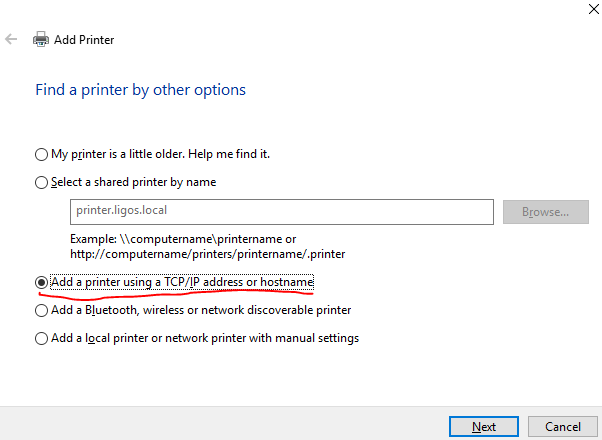 Add Printer
Find a printer by other options
My printer is a little older. Help me find it.
Select a shared printer by name
printer.ligos.local
Browse...
Example: \\computername\printername or
http://computername/printers/printername/.printer
Add a printer using a TCP/IP address or hostname
Add a Bluetooth, wireless or network discoverable printer
Add a local printer or network printer with manual settings
Next
Cancel